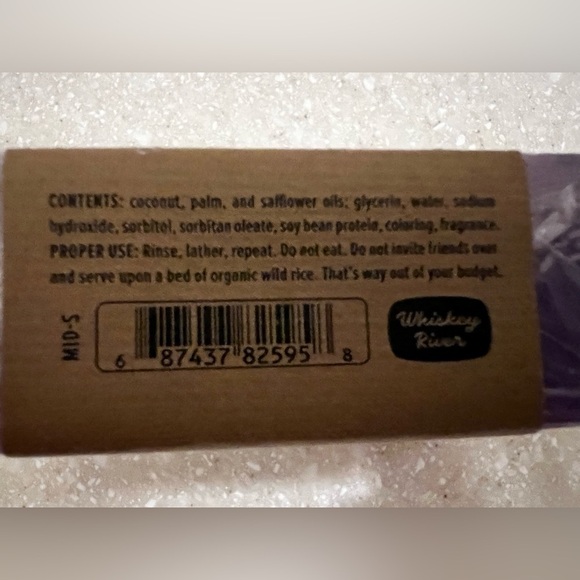 CONTENTS: coconut, palm, and safflower oils; glycerin, water, sodium
hydroxide, sorbitol, sorbitan oleate, soy bean protein, coloring, fragrance.
PROPER USE: Rinse, lather, repeat. Do not eat. Do not invite friends over
and serve upon a bed of organic wild rice. That's way out of your budget.
MID-S
6 87437 82595 8
Whiskey
River